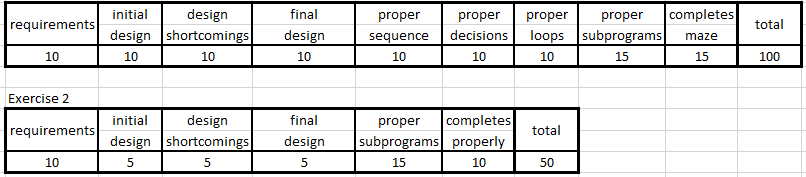 requirements initial design design shortcomings final design proper sequence proper decisions proper loops proper subprograms completes maze total
10 10 10 10 10 10 10 15 15 100
Exercise 2
requirements initial design design shortcomings final design proper subprograms completes properly total
10 5 5 5 15 10 50